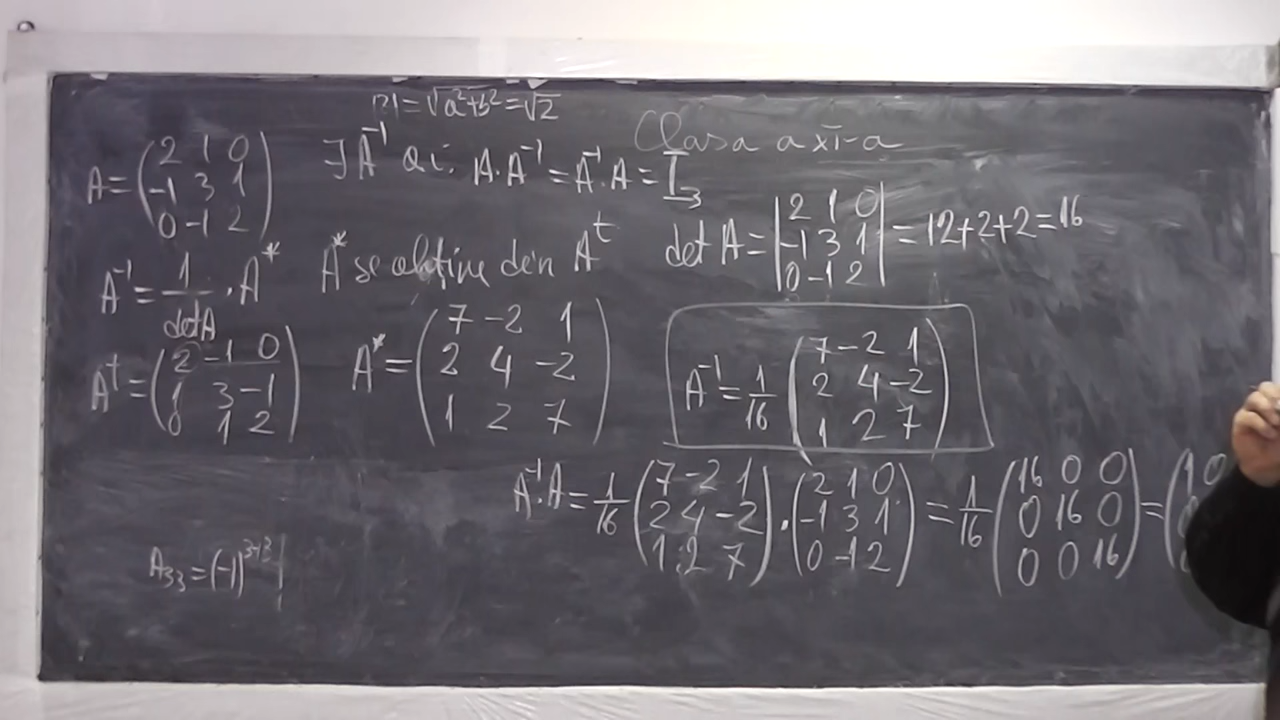 |z| = √a²+b² = √2
Clasa a XI-a
A = (2 1 0
-1 3 1
0 -1 2)
∃ A⁻¹ a.î. A·A⁻¹ = A⁻¹·A = I₃
det A = |2 1 0
-1 3 1
0 -1 2| = 12+2+2 = 16
A⁻¹ = 1/detA · A*
A* se obține din Aᵗ
Aᵗ = (2 -1 0
1 3 -1
0 1 2)
A* = (7 -2 1
2 4 -2
1 2 7)
A⁻¹ = 1/16 (7 -2 1
2 4 -2
1 2 7)
A⁻¹·A = 1/16 (7 -2 1
2 4 -2
1 2 7) · (2 1 0
-1 3 1
0 -1 2) = 1/16 (16 0 0
0 16 0
0 0 16) = (1 0
0
0
A₃₃ = (-1)³⁺³ |